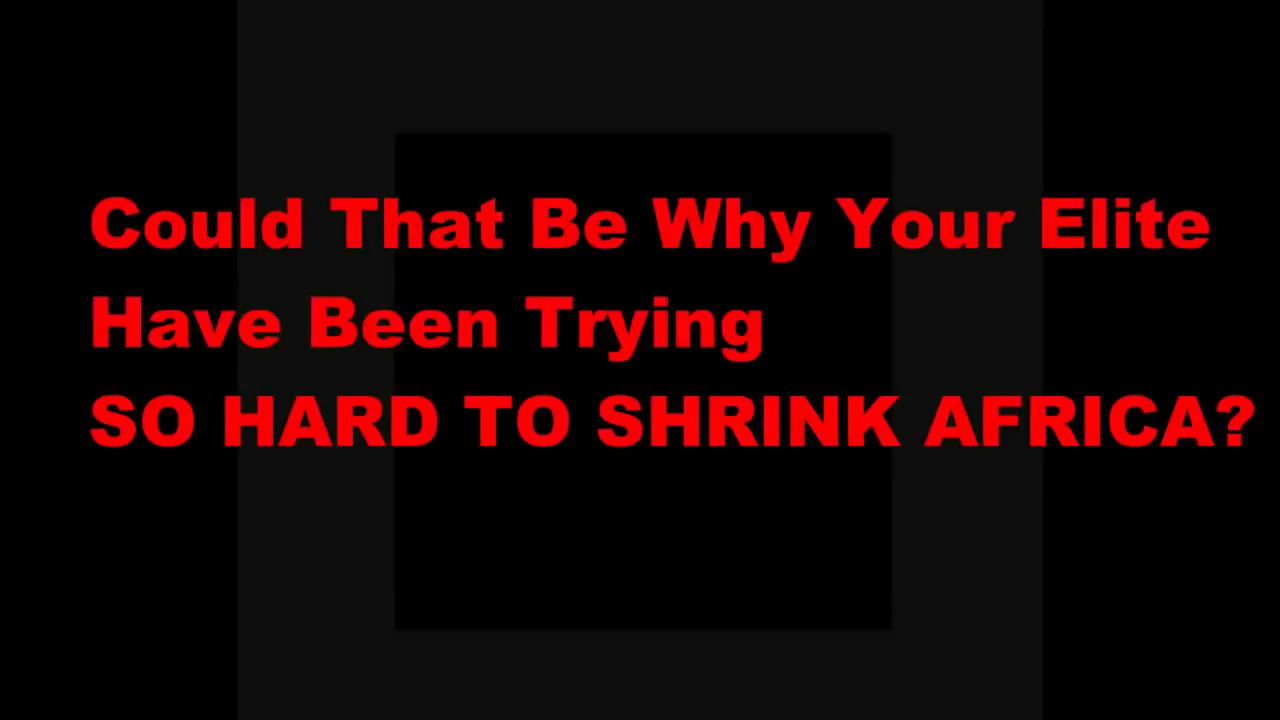 Could That Be Why Your Elite
Have Been Trying
SO HARD TO SHRINK AFRICA?